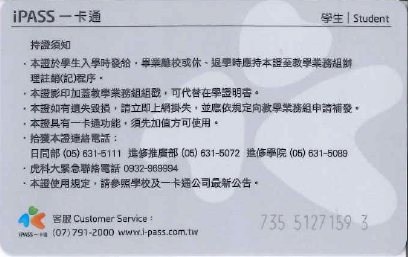 iPASS 一卡通
學生 | Student
持證須知
・本證於學生入學時發給，畢業離校或休、退學時應持本證至教學業務組辦
理註銷(記)程序。
・本證影印加蓋教學業務組組戳，可代替在學證明書。
・本證如有遺失毀損，請立即上網掛失，並應依規定向教學業務組申請補發。
・本證具有一卡通功能，須先加值方可使用。
・拾獲本證連絡電話：
日間部 (05) 631-5111 進修推廣部 (05) 631-5072 進修學院 (05) 631-5089
・虎科大緊急聯絡電話 0932-969994
・本證使用規定，請參照學校及一卡通公司最新公告。
iPASS 一卡通
客服 Customer Service：
(07) 791-2000 www.i-pass.com.tw
735 5127159 3